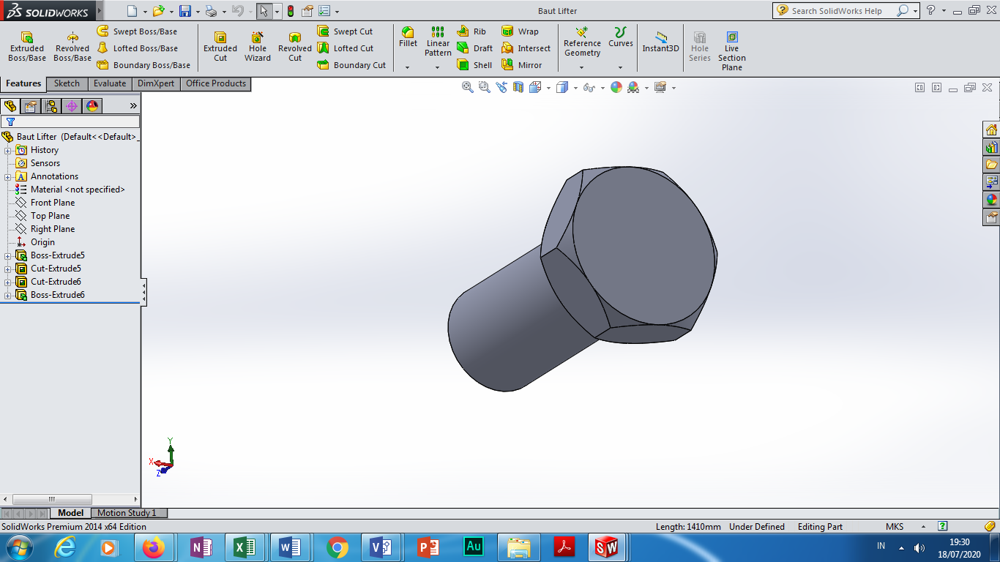 SOLIDWORKS
Baut Lifter
Search SolidWorks Help
Extruded Boss/Base
Revolved Boss/Base
Swept Boss/Base
Lofted Boss/Base
Boundary Boss/Base
Extruded Cut
Hole Wizard
Revolved Cut
Swept Cut
Lofted Cut
Boundary Cut
Fillet
Linear Pattern
Rib
Draft
Shell
Wrap
Intersect
Mirror
Reference Geometry
Curves
Instant3D
Hole Series
Live Section Plane
Features Sketch Evaluate DimXpert Office Products
Baut Lifter (Default<<Default>_
History
Sensors
A Annotations
Material <not specified>
Front Plane
Top Plane
Right Plane
Origin
Boss-Extrude5
Cut-Extrude5
Cut-Extrude6
Boss-Extrude6
Y
X
Z
Model Motion Study 1
SolidWorks Premium 2014 x64 Edition
Length: 1410mm Under Defined Editing Part MKS
N X W V P Au SW
IN
19:30
18/07/2020